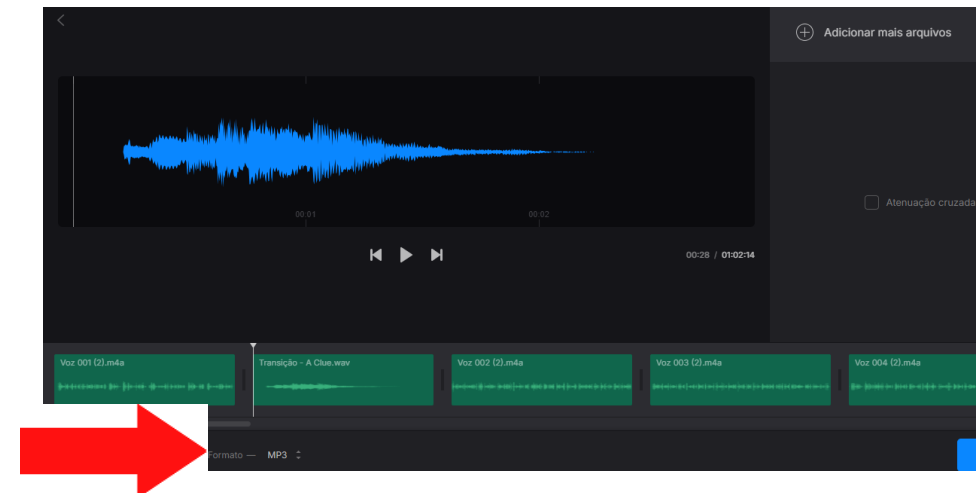 Adicionar mais arquivos
00:01
00:02
Atenuação cruzada
00:28 / 01:02:14
Voz 001 (2).m4a
Transição - A Clue.wav
Voz 002 (2).m4a
Voz 003 (2).m4a
Voz 004 (2).m4a
Formato — MP3